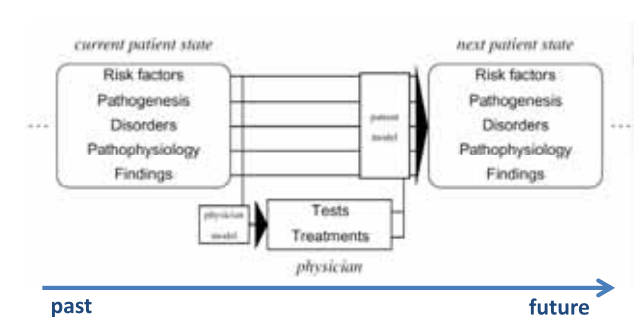 current patient state
next patient state
Risk factors
Pathogenesis
Disorders
Pathophysiology
Findings
patient
model
Risk factors
Pathogenesis
Disorders
Pathophysiology
Findings
...
...
physician
model
Tests
Treatments
physician
past
future